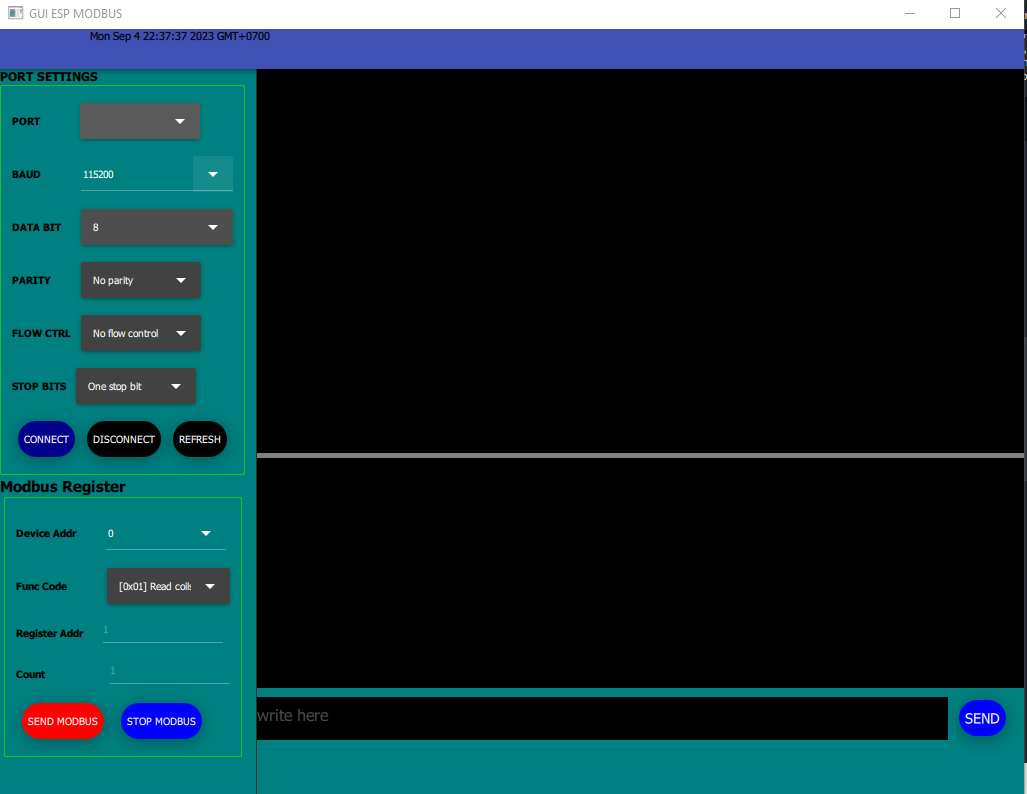 GUI ESP MODBUS
Mon Sep 4 22:37:37 2023 GMT+0700
PORT SETTINGS
PORT
BAUD 115200
DATA BIT 8
PARITY No parity
FLOW CTRL No flow control
STOP BITS One stop bit
CONNECT DISCONNECT REFRESH
Modbus Register
Device Addr 0
Func Code [0x01] Read coils
Register Addr 1
Count 1
SEND MODBUS STOP MODBUS
write here SEND